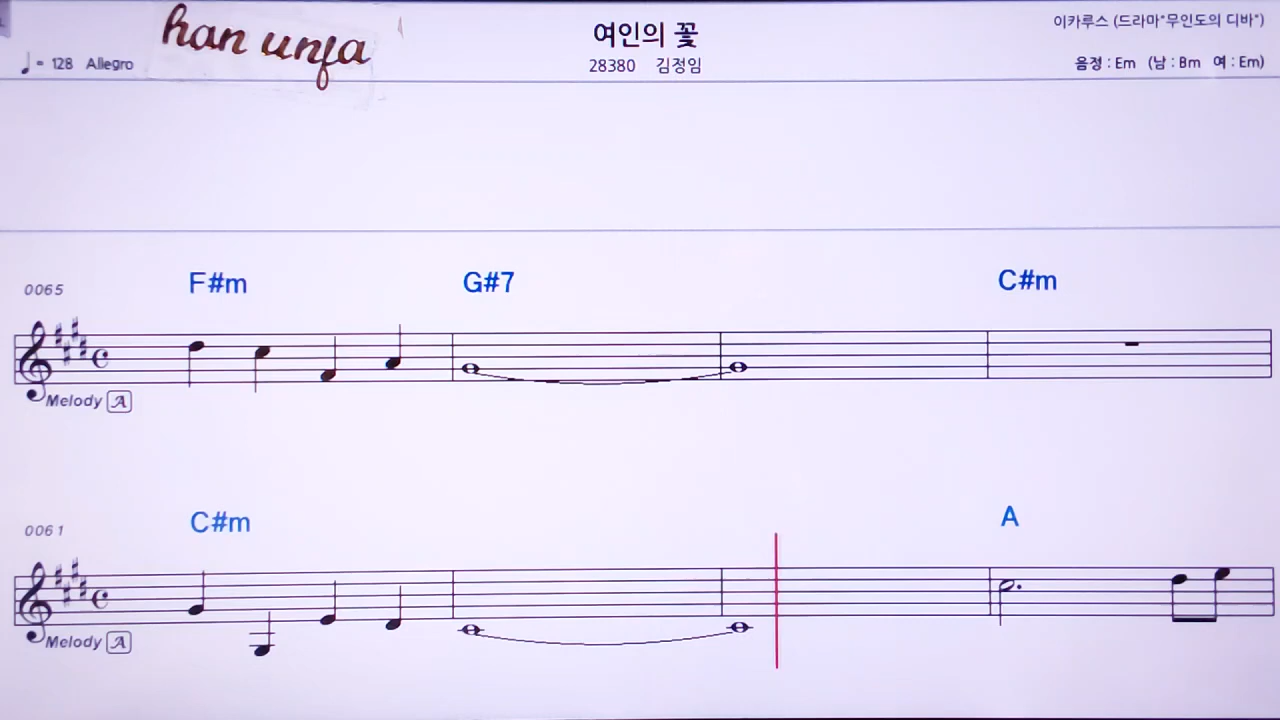 han unfa
여인의 꽃
이카루스 (드라마"무인도의 디바")
♩ = 128 Allegro
28380 김정임
음정 : Em (남 : Bm 여 : Em)
F#m G#7 C#m
0065
Melody A
C#m A
0061
Melody A